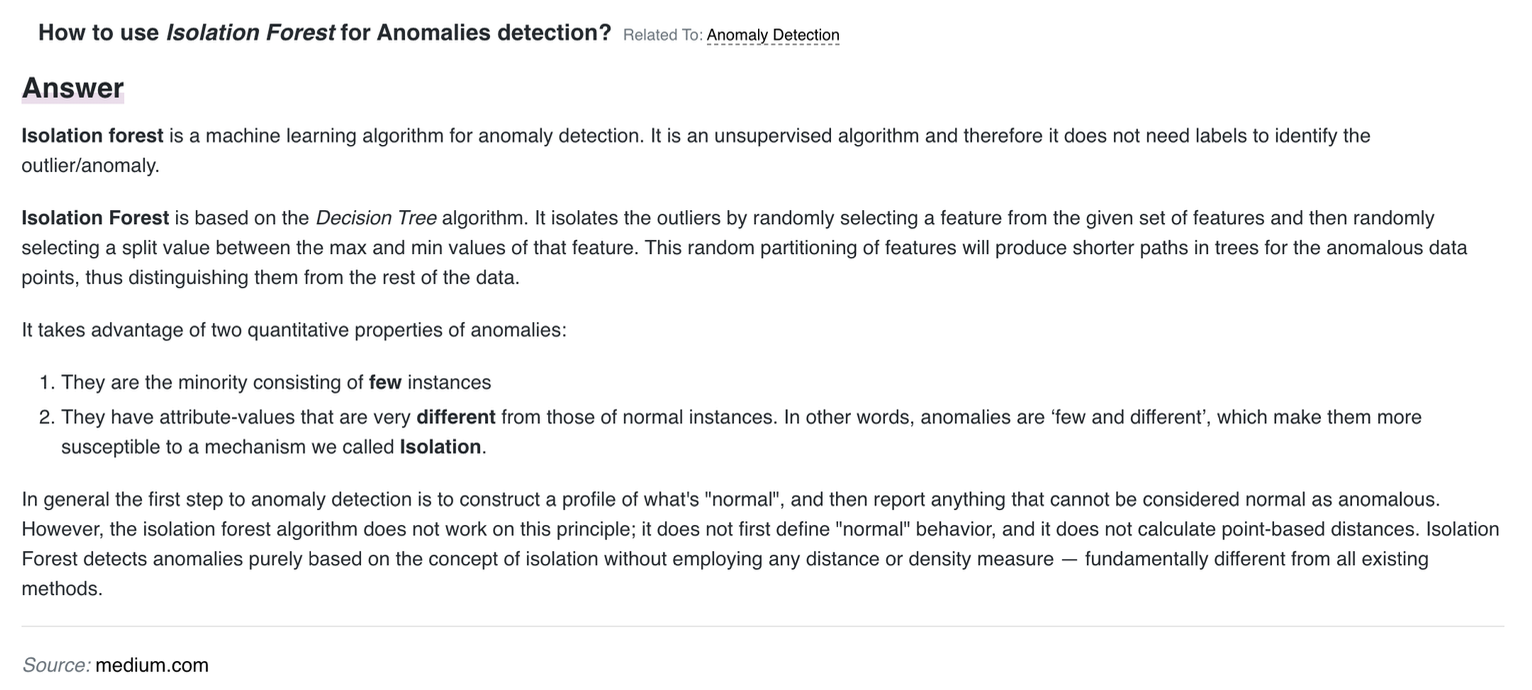 How to use Isolation Forest for Anomalies detection? Related To: Anomaly Detection
Answer
Isolation forest is a machine learning algorithm for anomaly detection. It is an unsupervised algorithm and therefore it does not need labels to identify the
outlier/anomaly.
Isolation Forest is based on the Decision Tree algorithm. It isolates the outliers by randomly selecting a feature from the given set of features and then randomly
selecting a split value between the max and min values of that feature. This random partitioning of features will produce shorter paths in trees for the anomalous data
points, thus distinguishing them from the rest of the data.
It takes advantage of two quantitative properties of anomalies:
1. They are the minority consisting of few instances
2. They have attribute-values that are very different from those of normal instances. In other words, anomalies are ‘few and different’, which make them more
susceptible to a mechanism we called Isolation.
In general the first step to anomaly detection is to construct a profile of what's "normal", and then report anything that cannot be considered normal as anomalous.
However, the isolation forest algorithm does not work on this principle; it does not first define "normal" behavior, and it does not calculate point-based distances. Isolation
Forest detects anomalies purely based on the concept of isolation without employing any distance or density measure — fundamentally different from all existing
methods.
Source: medium.com